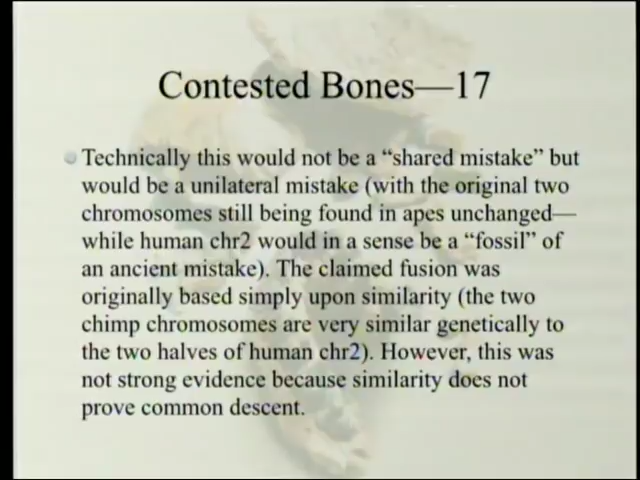 Contested Bones—17
Technically this would not be a “shared mistake” but
would be a unilateral mistake (with the original two
chromosomes still being found in apes unchanged—
while human chr2 would in a sense be a “fossil” of
an ancient mistake). The claimed fusion was
originally based simply upon similarity (the two
chimp chromosomes are very similar genetically to
the two halves of human chr2). However, this was
not strong evidence because similarity does not
prove common descent.